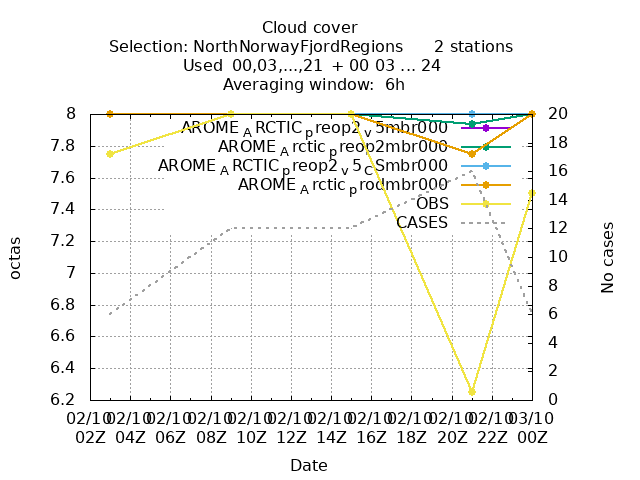 Cloud cover
Selection: NorthNorwayFjordRegions 2 stations
Used 00,03,...,21 + 00 03 ... 24
Averaging window: 6h
8 20
AROME_ARCTIC_preop2_v_5mbr000
7.8 18
AROME_Arctic_preop2mbr000
AROME_ARCTIC_preop2_v5_CSmbr000
7.6 16
AROME_Arctic_prodmbr000
7.4 14
OBS
CASES
7.2 12
7 10
6.8 8
6.6 6
6.4 4
2
6.2 0
octas
No cases
02/10 02/10 02/10 02/10 02/10 02/10 02/10 02/10 02/10 02/10 02/10 03/10
02Z 04Z 06Z 08Z 10Z 12Z 14Z 16Z 18Z 20Z 22Z 00Z
Date